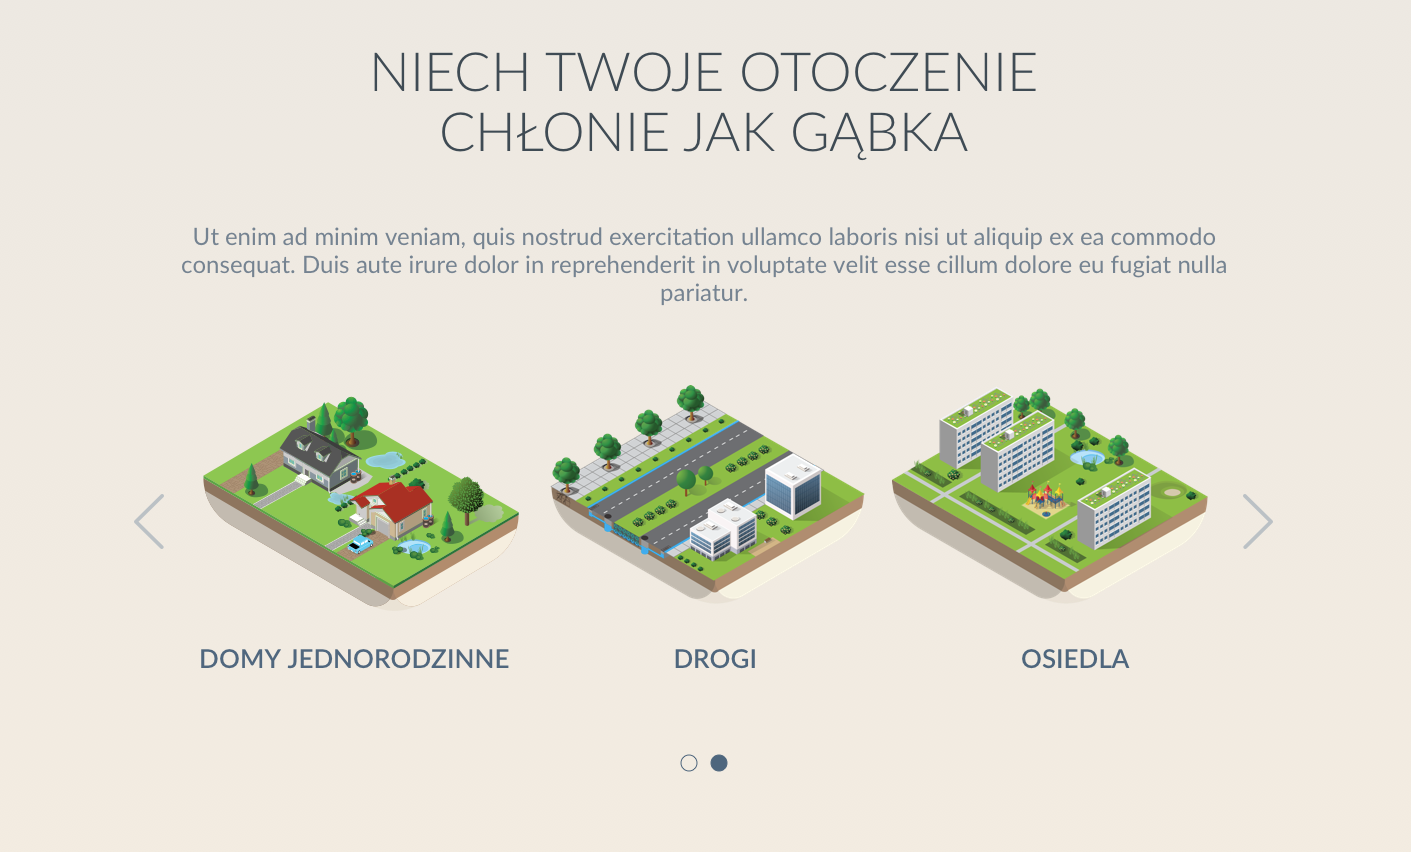 NIECH TWOJE OTOCZENIE
CHŁONIE JAK GĄBKA
Ut enim ad minim veniam, quis nostrud exercitation ullamco laboris nisi ut aliquip ex ea commodo
consequat. Duis aute irure dolor in reprehenderit in voluptate velit esse cillum dolore eu fugiat nulla
pariatur.
DOMY JEDNORODZINNE
DROGI
OSIEDLA